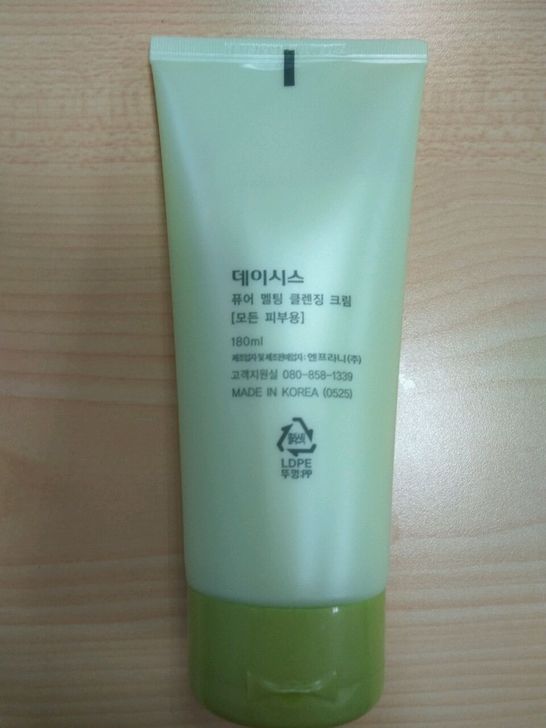 데이시스
퓨어 멜팅 클렌징 크림
[모든 피부용]
180ml
제조업자 및 제조판매업자 : 엔프라니(주)
고객지원실 080-858-1339
MADE IN KOREA (0525)
LDPE
뚜껑:PP